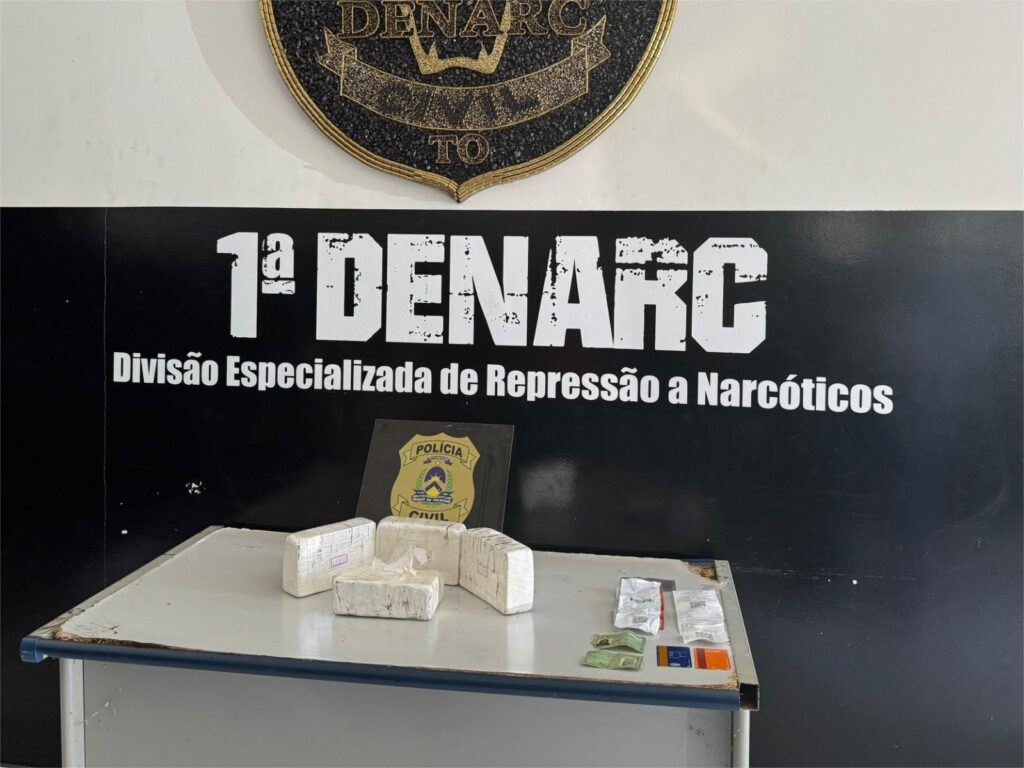 DENARC
CIVIL
TO
1ª DENARC
Divisão Especializada de Repressão a Narcóticos
POLÍCIA
CIVIL